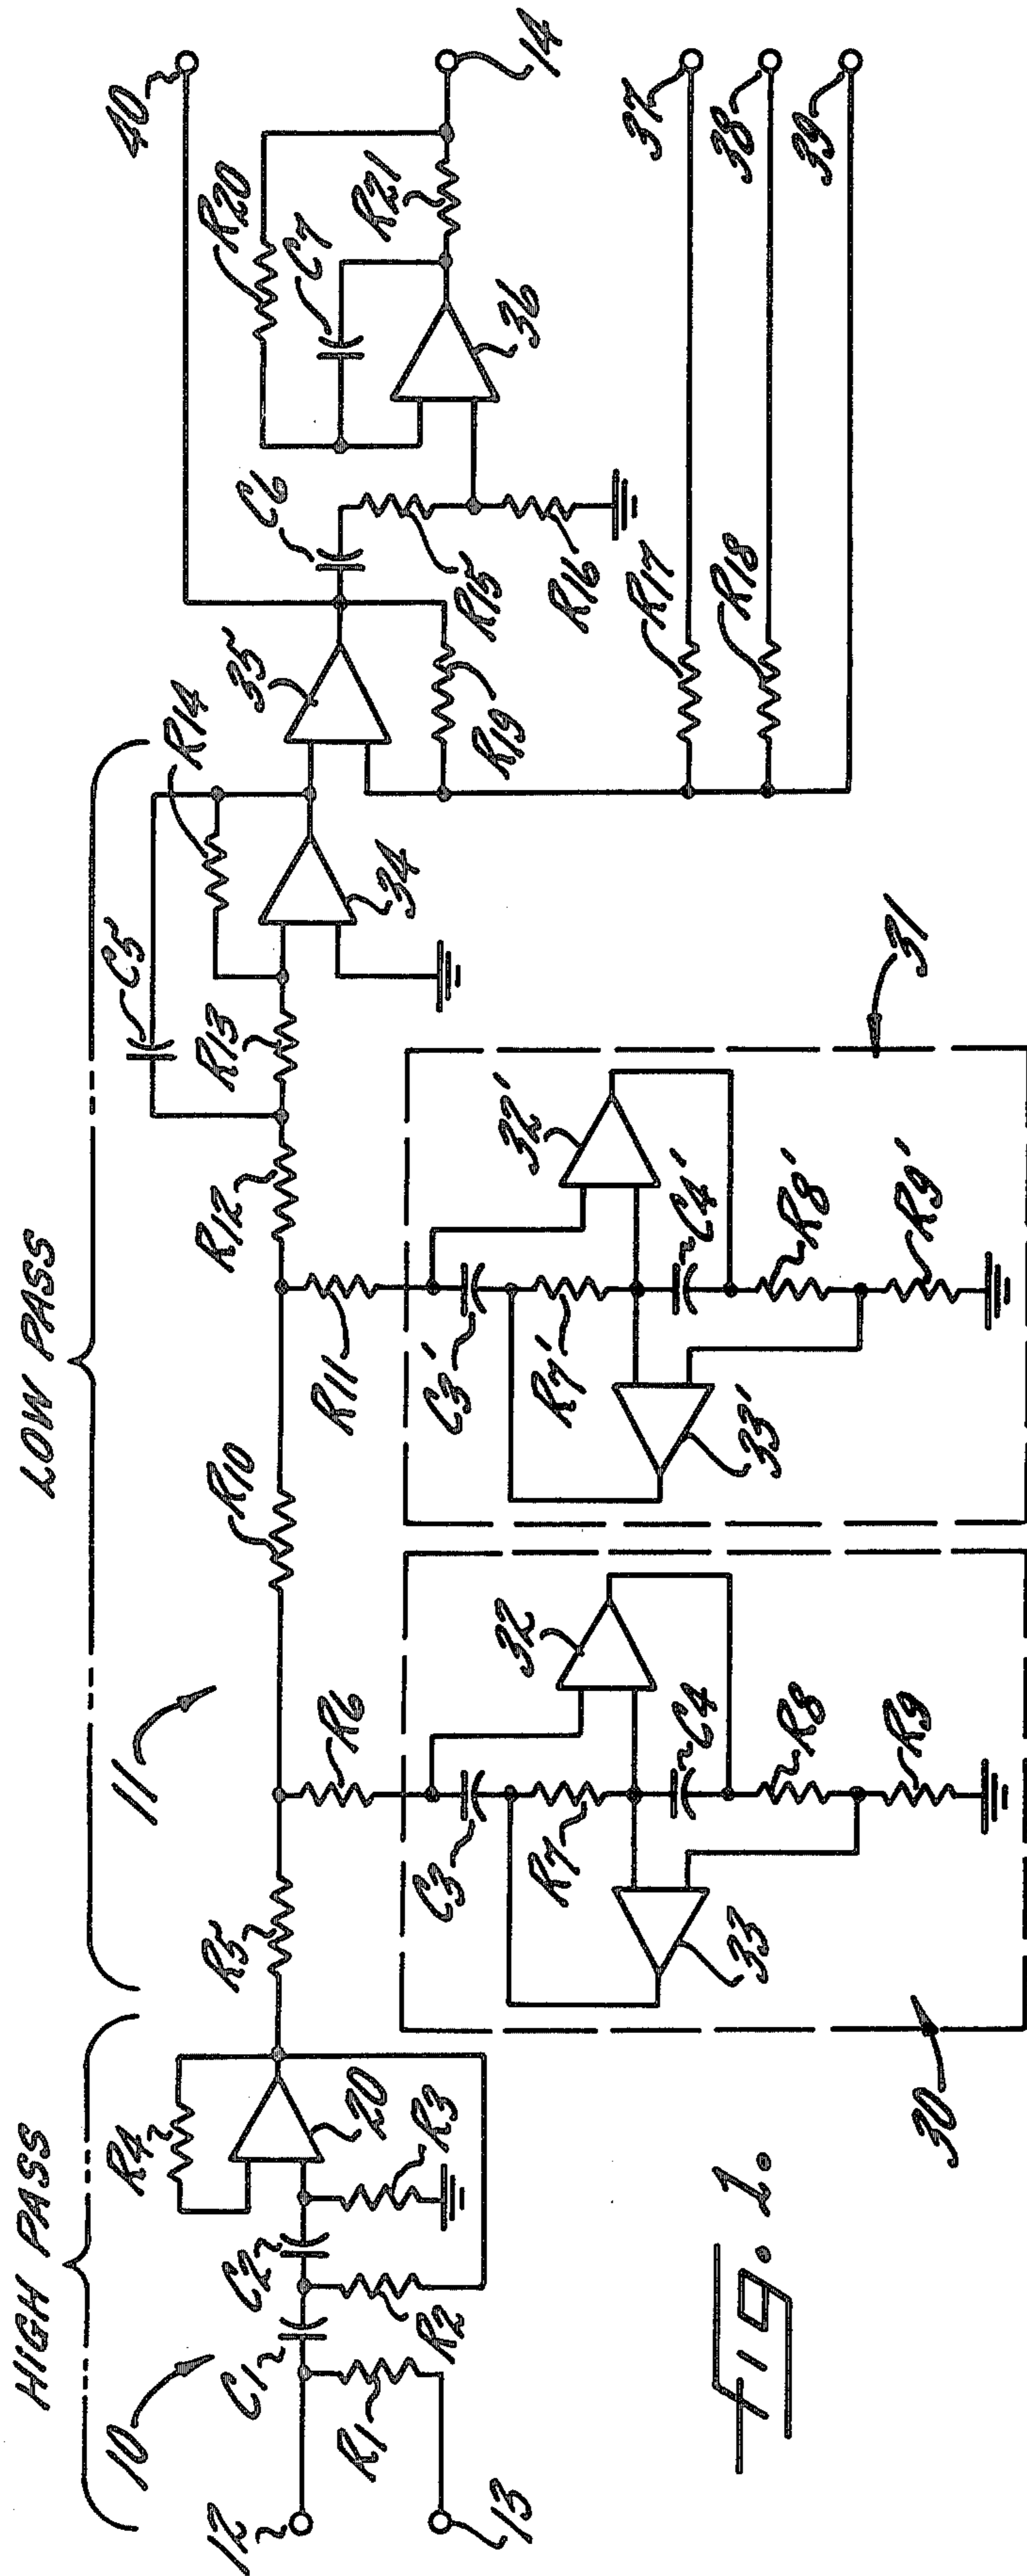 HIGH PASS
LOW PASS
10
11
12
13
C1
R1
C2
R2
R3
R4
20
R5
R6
R10
R11
R12
R13
C5
R14
34
35
40
C6
R15
R16
R19
R20
C7
R21
36
14
R17
R18
37
38
39
30
C3
R7
C4
R8
R9
32
33
31
C3'
R7'
C4'
R8'
R9'
32'
33'
Fig. 1.